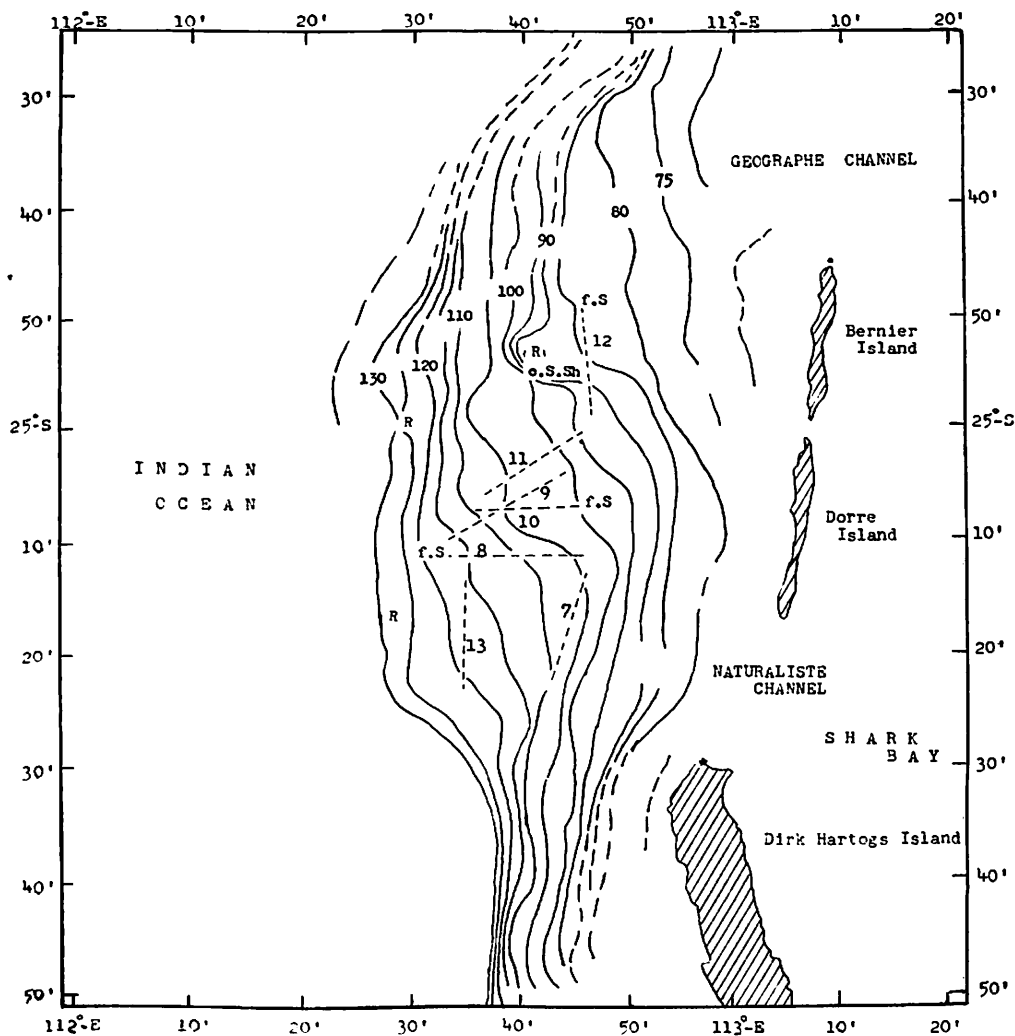 112°-E 10' 20' 30' 40' 50' 113°-E 10' 20'
30' 30'
GEOGRAPHE CHANNEL
75
40' 80 40'
90
100 f.S
110
50' 12 50'
Bernier
Island
R
120 o.S.Sh
130
25°-S R 25°-S
11
INDIAN
OCEAN
9
f.S
10 Dorre
Island
10' f.S. 8 10'
7
R
13
20' 20'
NATURALISTE
CHANNEL
SHARK
BAY
30' 30'
Dirk Hartogs Island
40' 40'
50' 50'
112°-E 10' 20' 30' 40' 50' 113°-E 10' 20'